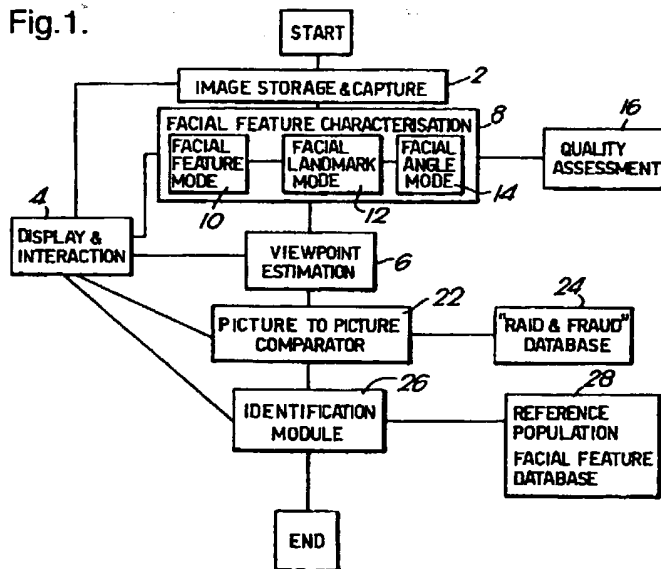 Fig.1.
START
IMAGE STORAGE & CAPTURE
2
FACIAL FEATURE CHARACTERISATION
8
FACIAL
FEATURE
MODE
10
FACIAL
LANDMARK
MODE
12
FACIAL
ANGLE
MODE
14
16
QUALITY
ASSESSMENT
4
DISPLAY &
INTERACTION
VIEWPOINT
ESTIMATION
6
22
PICTURE TO PICTURE
COMPARATOR
24
"RAID & FRAUD"
DATABASE
26
IDENTIFICATION
MODULE
28
REFERENCE
POPULATION
FACIAL FEATURE
DATABASE
END